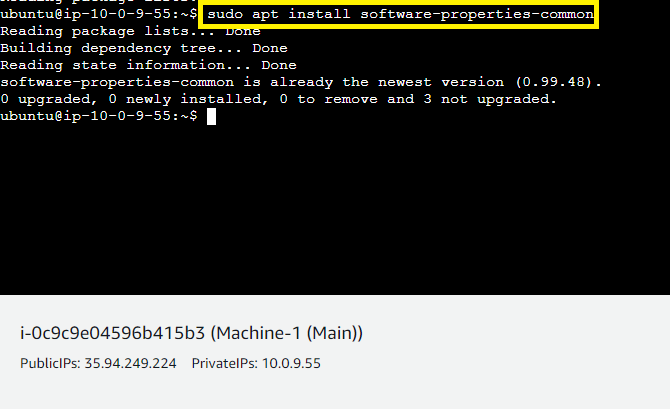 ubuntu@ip-10-0-9-55:~$ sudo apt install software-properties-common
Reading package lists... Done
Building dependency tree... Done
Reading state information... Done
software-properties-common is already the newest version (0.99.48).
0 upgraded, 0 newly installed, 0 to remove and 3 not upgraded.
ubuntu@ip-10-0-9-55:~$
i-0c9c9e04596b415b3 (Machine-1 (Main))
PublicIPs: 35.94.249.224 PrivateIPs: 10.0.9.55